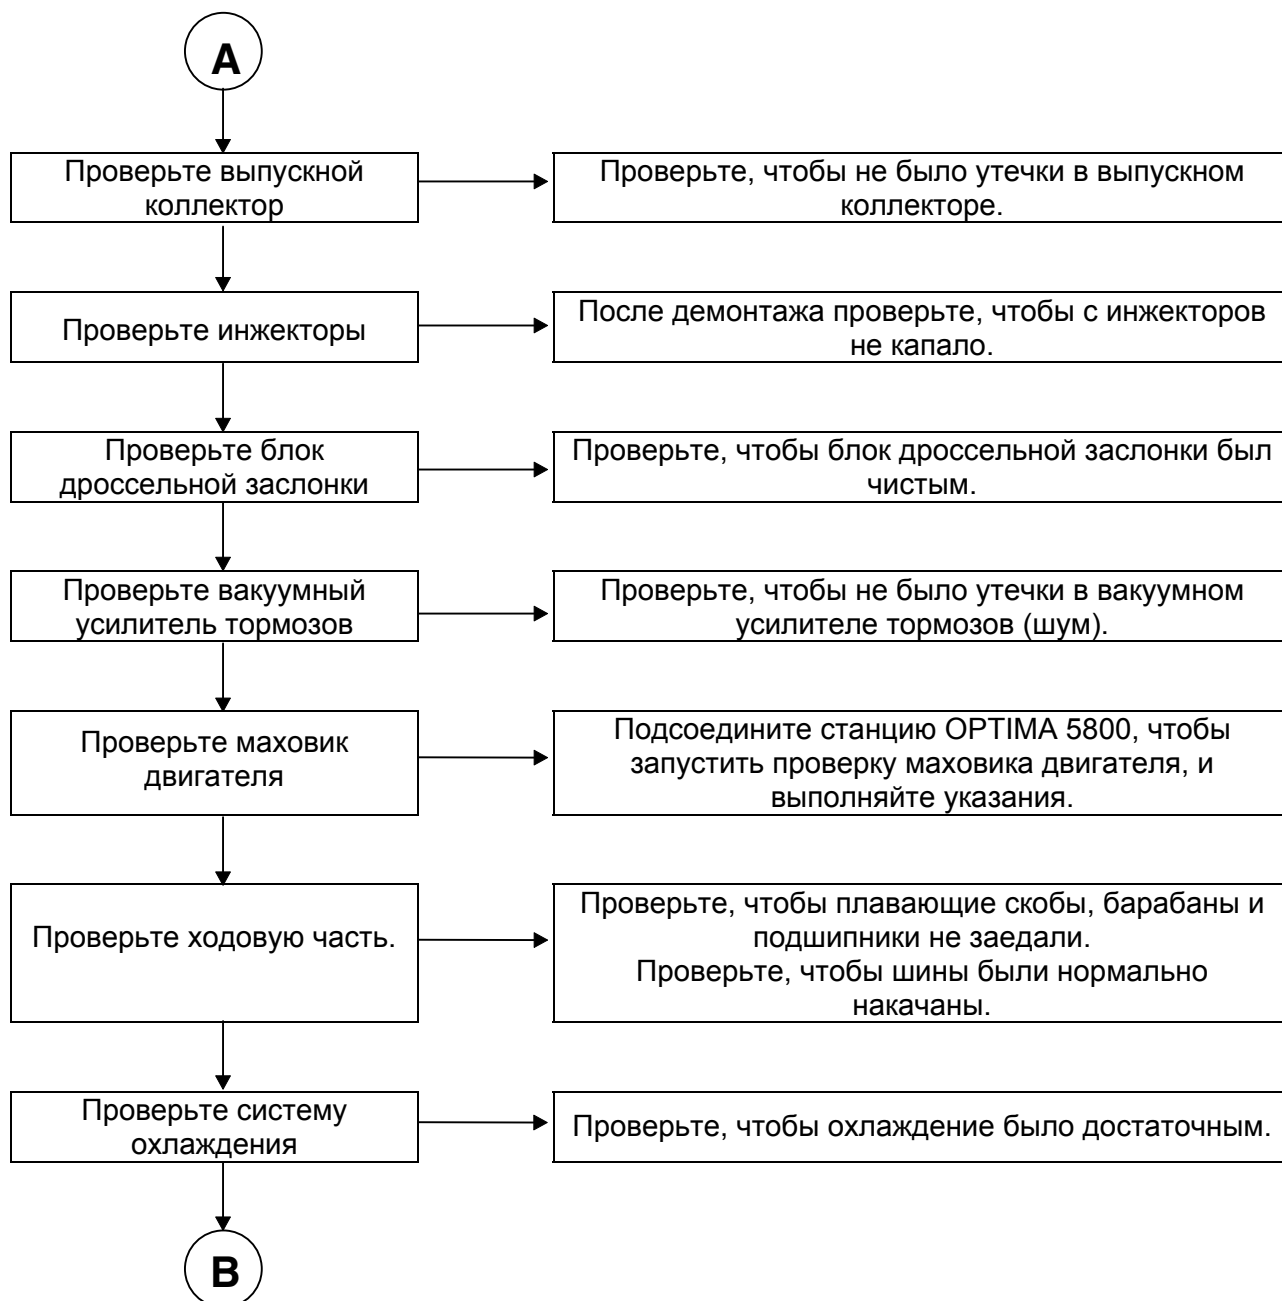 A
Проверьте выпускной
коллектор
Проверьте, чтобы не было утечки в выпускном
коллекторе.
Проверьте инжекторы
После демонтажа проверьте, чтобы с инжекторов
не капало.
Проверьте блок
дроссельной заслонки
Проверьте, чтобы блок дроссельной заслонки был
чистым.
Проверьте вакуумный
усилитель тормозов
Проверьте, чтобы не было утечки в вакуумном
усилителе тормозов (шум).
Проверьте маховик
двигателя
Подсоедините станцию OPTIMA 5800, чтобы
запустить проверку маховика двигателя, и
выполняйте указания.
Проверьте ходовую часть.
Проверьте, чтобы плавающие скобы, барабаны и
подшипники не заедали.
Проверьте, чтобы шины были нормально
накачаны.
Проверьте систему
охлаждения
Проверьте, чтобы охлаждение было достаточным.
B